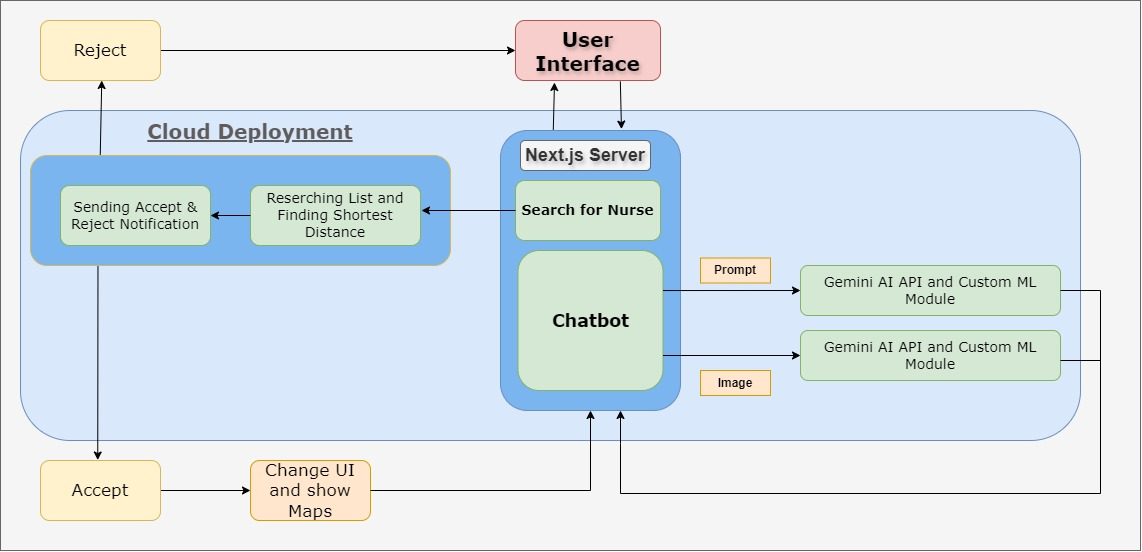 Reject
User
Interface
Cloud Deployment
Next.js Server
Sending Accept &
Reject Notification
Reserching List and
Finding Shortest
Distance
Search for Nurse
Prompt
Gemini AI API and Custom ML
Module
Chatbot
Gemini AI API and Custom ML
Module
Image
Accept
Change UI
and show
Maps